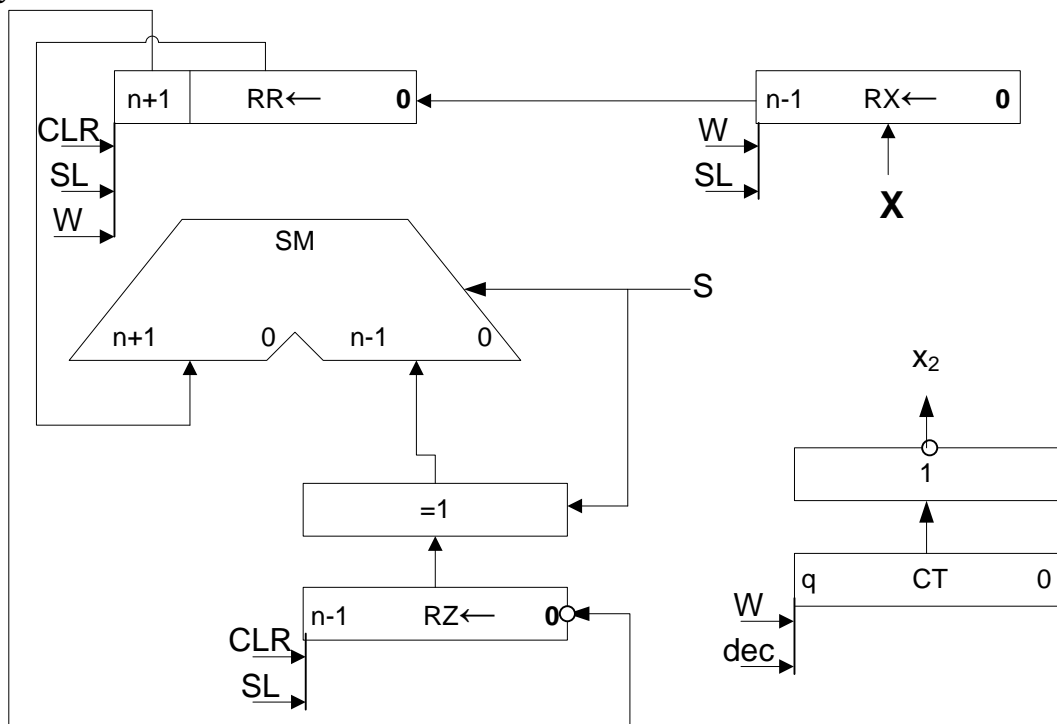 n+1 RR← 0
n-1 RX← 0
CLR
SL
W
W
SL
X
SM
n+1 0 n-1 0
S
x₂
1
=1
q CT 0
W
dec
n-1 RZ← 0
CLR
SL